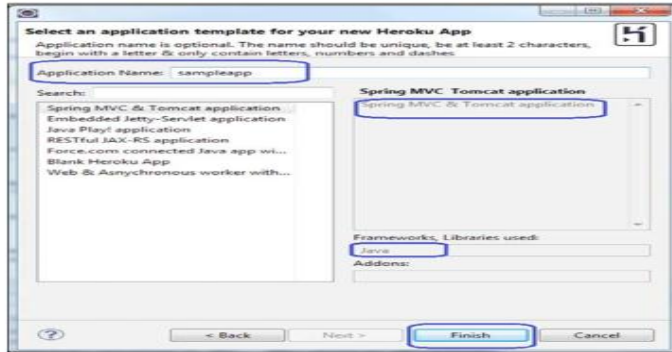 Select an application template for your new Heroku App
Application name is optional. The name should be unique, be at least 2 characters,
begin with a letter & only contain letters, numbers and dashes
Application Name: sampleapp
Search:
Spring MVC & Tomcat application
Embedded Jetty-Servlet application
Java Play! application
RESTful JAX-RS application
Force.com connected Java app wi...
Blank Heroku App
Web & Asnychronous worker with...
Spring MVC Tomcat application
Spring MVC & Tomcat application
Frameworks, Libraries used:
Java
Addons:
?
< Back
Next >
Finish
Cancel